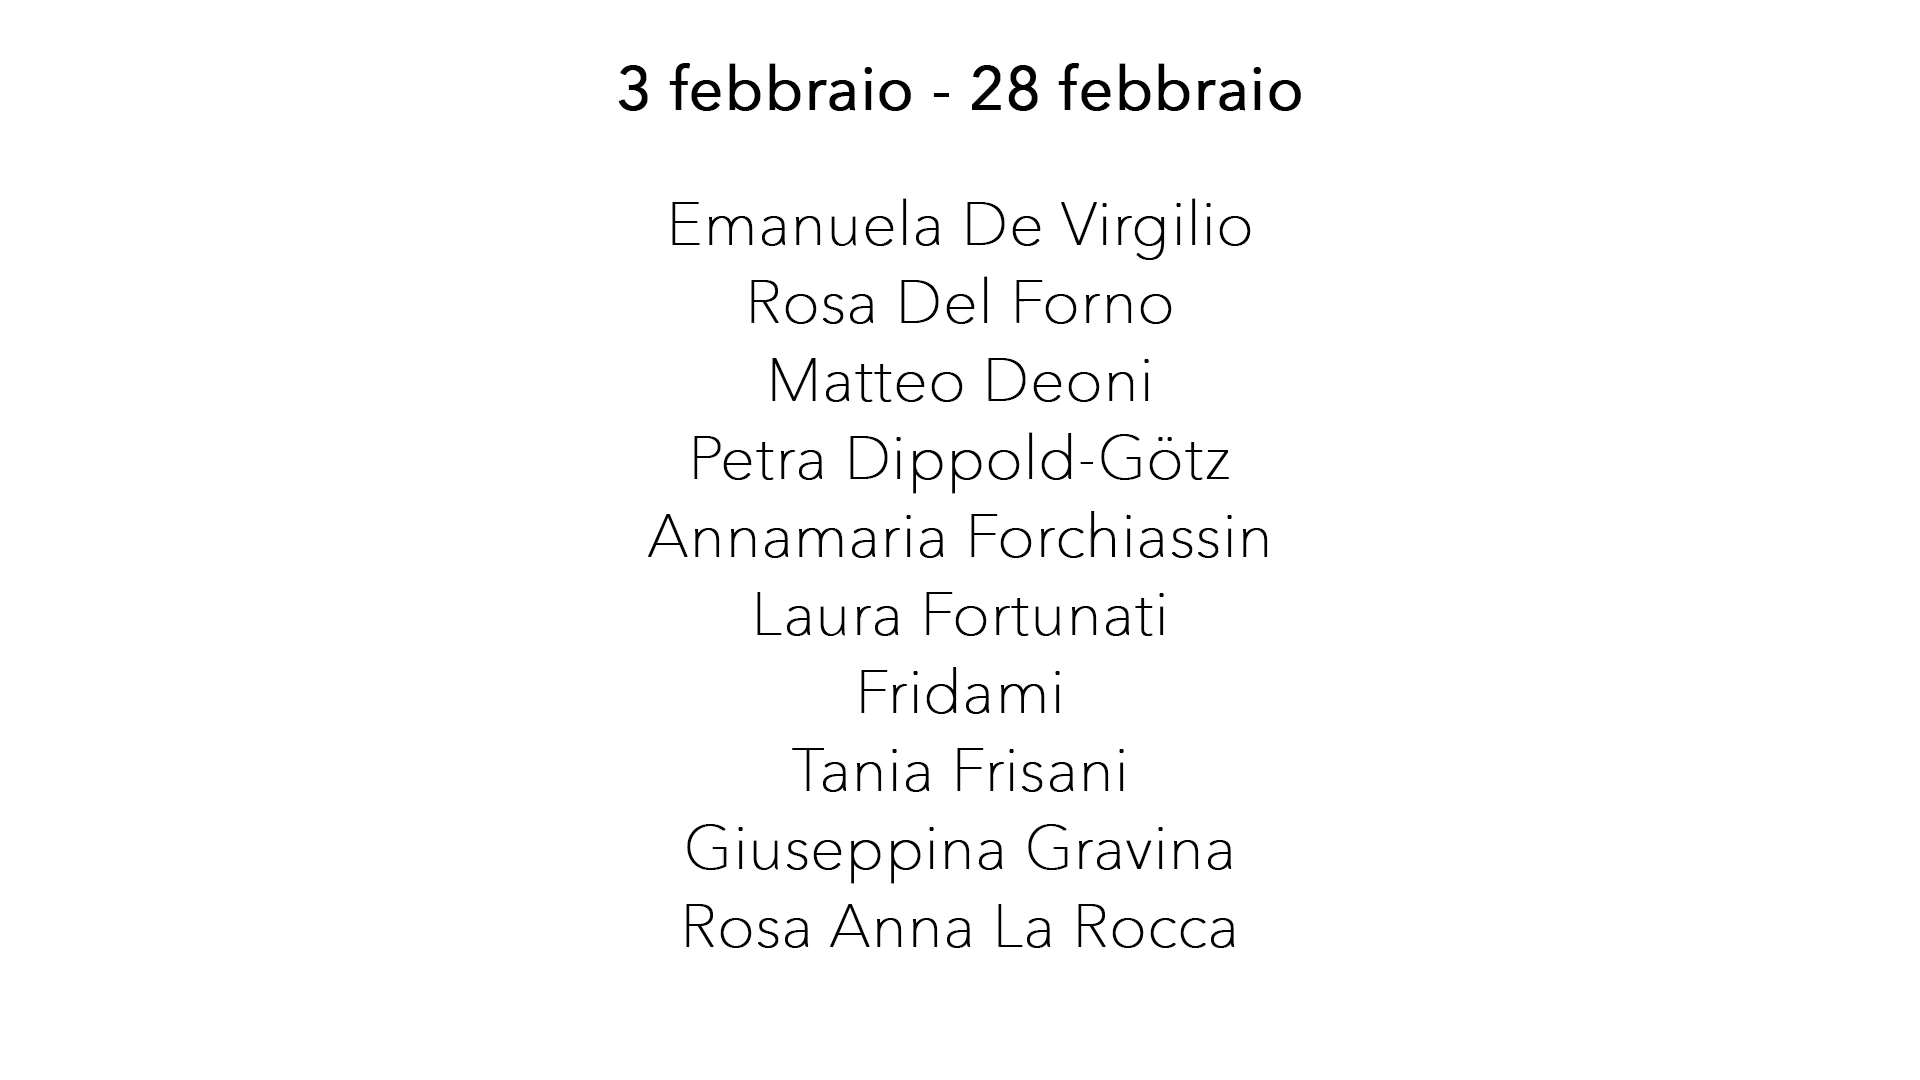 3 febbraio - 28 febbraio
Emanuela De Virgilio
Rosa Del Forno
Matteo Deoni
Petra Dippold-Götz
Annamaria Forchiassin
Laura Fortunati
Fridami
Tania Frisani
Giuseppina Gravina
Rosa Anna La Rocca